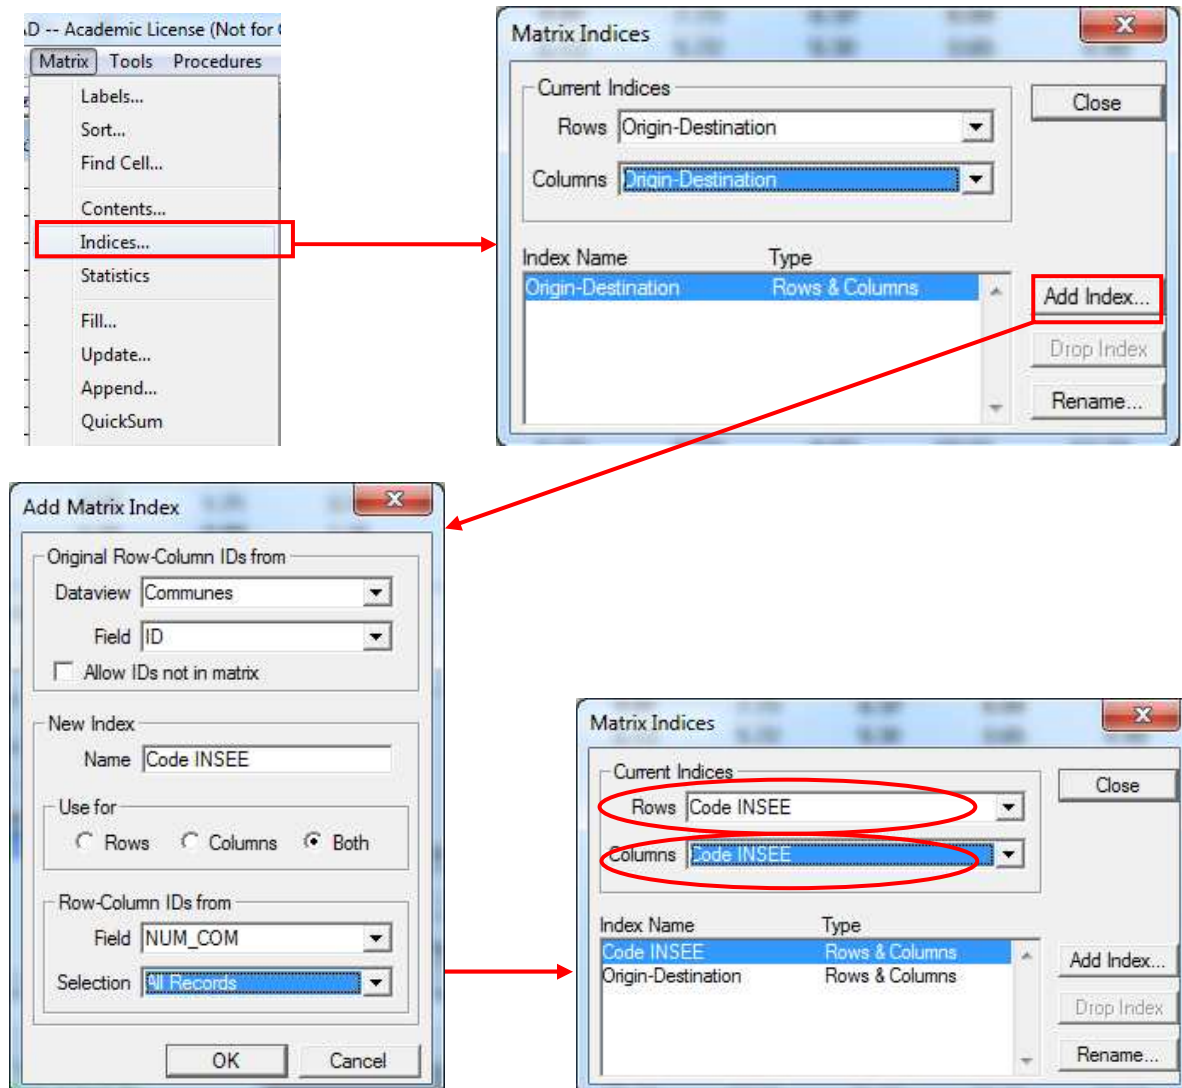 D -- Academic License (Not for
Matrix Tools Procedures
Labels...
Sort...
Find Cell...
Contents...
Indices...
Statistics
Fill...
Update...
Append...
QuickSum
Matrix Indices
Current Indices
Close
Rows Origin-Destination
Columns Origin-Destination
Index Name Type
Origin-Destination Rows & Columns
Add Index...
Drop Index
Rename...
Add Matrix Index
Original Row-Column IDs from
Dataview Communes
Field ID
Allow IDs not in matrix
New Index
Name Code INSEE
Use for
Rows Columns Both
Row-Column IDs from
Field NUM_COM
Selection All Records
OK Cancel
Matrix Indices
Current Indices
Close
Rows Code INSEE
Columns Code INSEE
Index Name Type
Code INSEE Rows & Columns
Origin-Destination Rows & Columns
Add Index...
Drop Index
Rename...